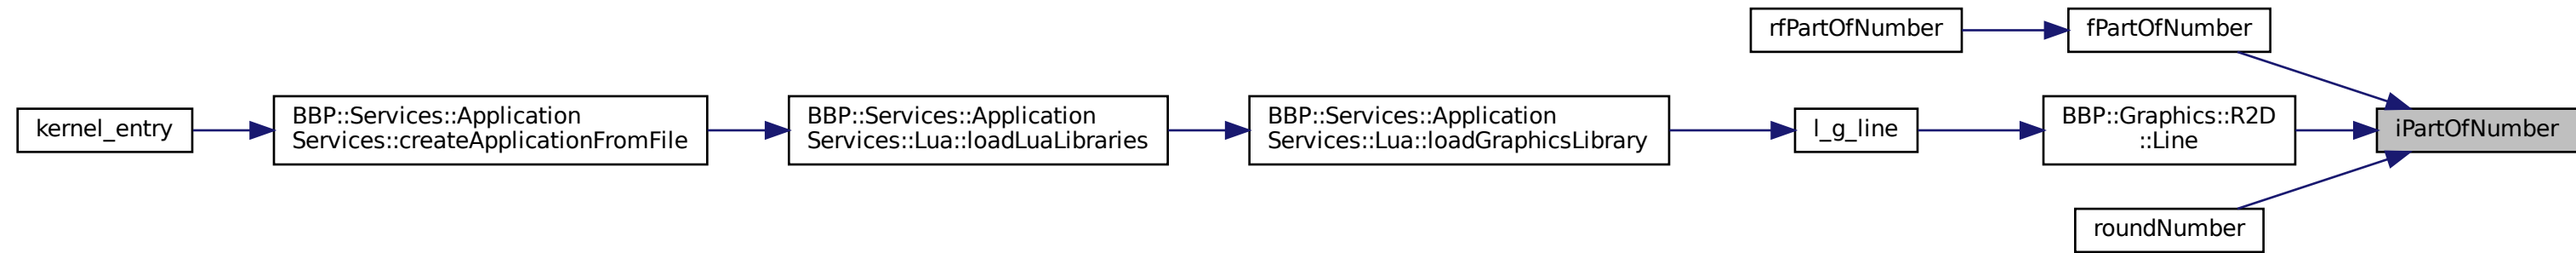 rfPartOfNumber
fPartOfNumber
kernel_entry
BBP::Services::Application
Services::createApplicationFromFile
BBP::Services::Application
Services::Lua::loadLuaLibraries
BBP::Services::Application
Services::Lua::loadGraphicsLibrary
l_g_line
BBP::Graphics::R2D
::Line
iPartOfNumber
roundNumber